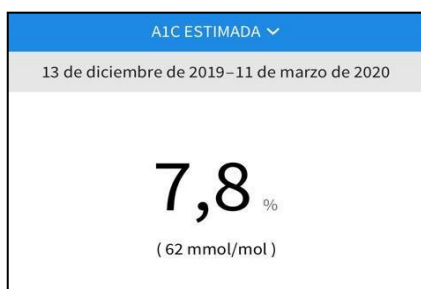 A1C ESTIMADA
13 de diciembre de 2019–11 de marzo de 2020
7,8 %
( 62 mmol/mol )